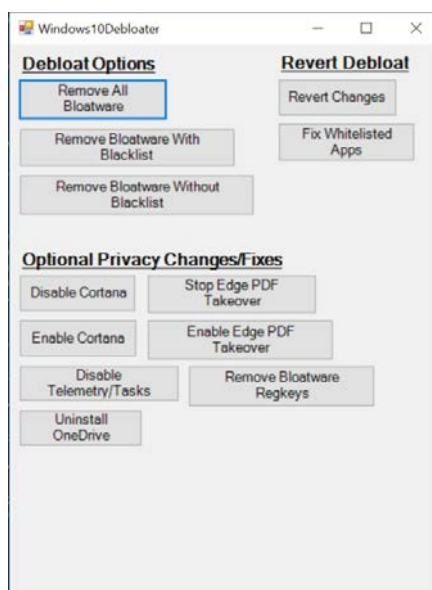 Windows10Debloater
Debloat Options
Remove All
Bloatware
Remove Bloatware With
Blacklist
Remove Bloatware Without
Blacklist
Revert Debloat
Revert Changes
Fix Whitelisted
Apps
Optional Privacy Changes/Fixes
Disable Cortana
Stop Edge PDF
Takeover
Enable Cortana
Enable Edge PDF
Takeover
Disable
Telemetry/Tasks
Remove Bloatware
Regkeys
Uninstall
OneDrive